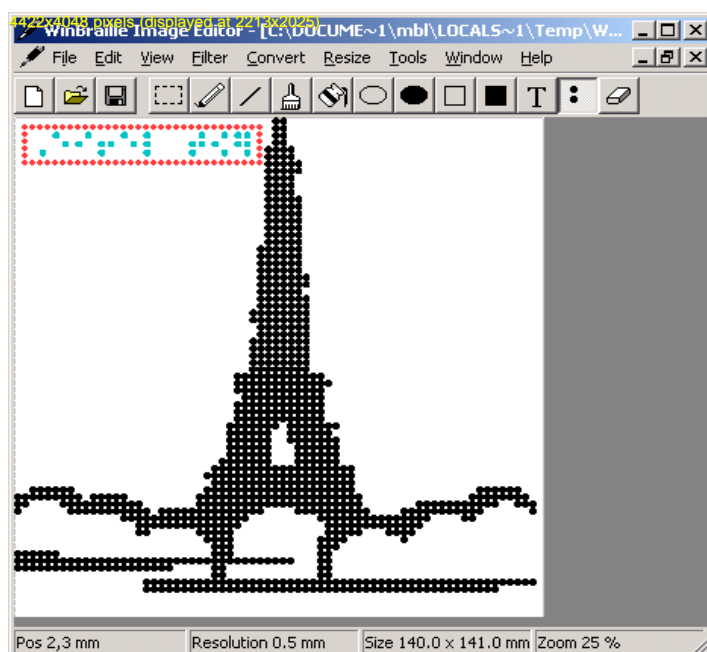 4422x4048 pixels (displayed at 2213x2025)
WinBraille Image Editor - [C:\DOCUME~1\mbl\LOCALS~1\Temp\W...
File Edit View Filter Convert Resize Tools Window Help
T
Pos 2,3 mm Resolution 0.5 mm Size 140.0 x 141.0 mm Zoom 25 %